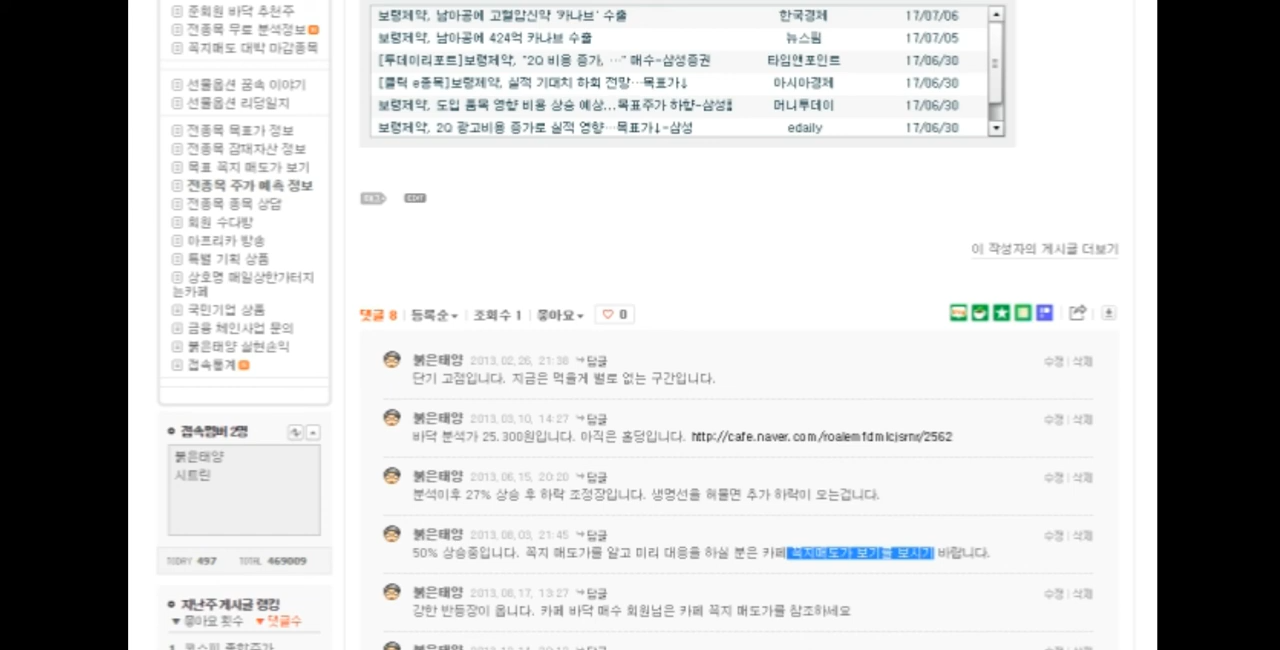 준회원 바닥 추천주
전종목 무료 분석정보
꼭지매도 대박 마감종목
선물옵션 꿈속 이야기
선물옵션 리딩일지
전종목 목표가 정보
전종목 잠재자산 정보
목표 꼭지 매도가 보기
전종목 주가 예측 정보
전종목 종목 상담
회원 수다방
아프리카 방송
특별 기획 상품
상호명 매일상한가터지
는카페
국민기업 상품
금융 체인사업 문의
붉은태양 실현손익
접속통계
접속멤버 2명
붉은태양
시트린
TODAY 497 TOTAL 469009
지난주 게시글 랭킹
▼ 좋아요 횟수 ▼ 댓글수
보령제약, 남아공에 고혈압신약 '카나브' 수출 한국경제 17/07/06
보령제약, 남아공에 424억 카나브 수출 뉴스핌 17/07/05
[투데이리포트]보령제약, "2Q 비용 증가, …" 매수-삼성증권 타임앤포인트 17/06/30
[클릭 e종목]보령제약, 실적 기대치 하회 전망…목표가↓ 아시아경제 17/06/30
보령제약, 도입 품목 영향 비용 상승 예상...목표주가 하향-삼성 머니투데이 17/06/30
보령제약, 2Q 광고비용 증가로 실적 영향…목표가↓-삼성 edaily 17/06/30
EDIT
이 작성자의 게시글 더보기
댓글 8 등록순 조회수 1 좋아요 0
붉은태양 2013.02.26. 21:38 답글 수정 | 삭제
단기 고점입니다. 지금은 먹을게 별로 없는 구간입니다.
붉은태양 2013.03.10. 14:27 답글 수정 | 삭제
바닥 분석가 25.300원입니다. 아직은 홀딩입니다. http://cafe.naver.com/roalemfdmlcjsrnr/2562
붉은태양 2013.06.15. 20:20 답글 수정 | 삭제
분석이후 27% 상승 후 하락 조정장입니다. 생명선을 허물면 추가 하락이 오는겁니다.
붉은태양 2013.08.03. 21:45 답글 수정 | 삭제
50% 상승중입니다. 꼭지 매도가를 알고 미리 대응을 하실 분은 카페 꼭지매도가 보기를 보시기 바랍니다.
붉은태양 2013.08.17. 13:27 답글 수정 | 삭제
강한 반등장이 옵니다. 카페 바닥 매수 회원님은 카페 꼭지 매도가를 참조하세요